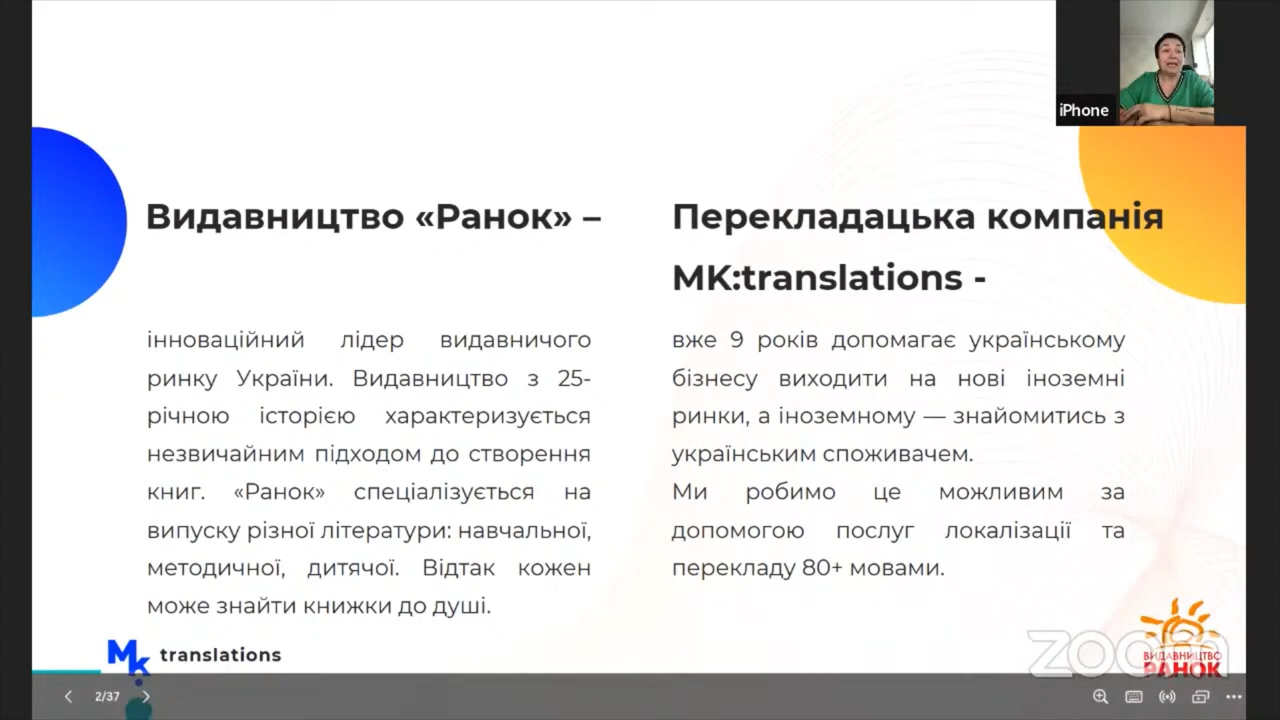 iPhone
Видавництво «Ранок» –
інноваційний лідер видавничого
ринку України. Видавництво з 25-
річною історією характеризується
незвичайним підходом до створення
книг. «Ранок» спеціалізується на
випуску різної літератури: навчальної,
методичної, дитячої. Відтак кожен
може знайти книжки до душі.
Перекладацька компанія
MK:translations -
вже 9 років допомагає українському
бізнесу виходити на нові іноземні
ринки, а іноземному — знайомитись з
українським споживачем.
Ми робимо це можливим за
допомогою послуг локалізації та
перекладу 80+ мовами.
Mk translations
zoom
ВИДАВНИЦТВО
РАНОК
2/37